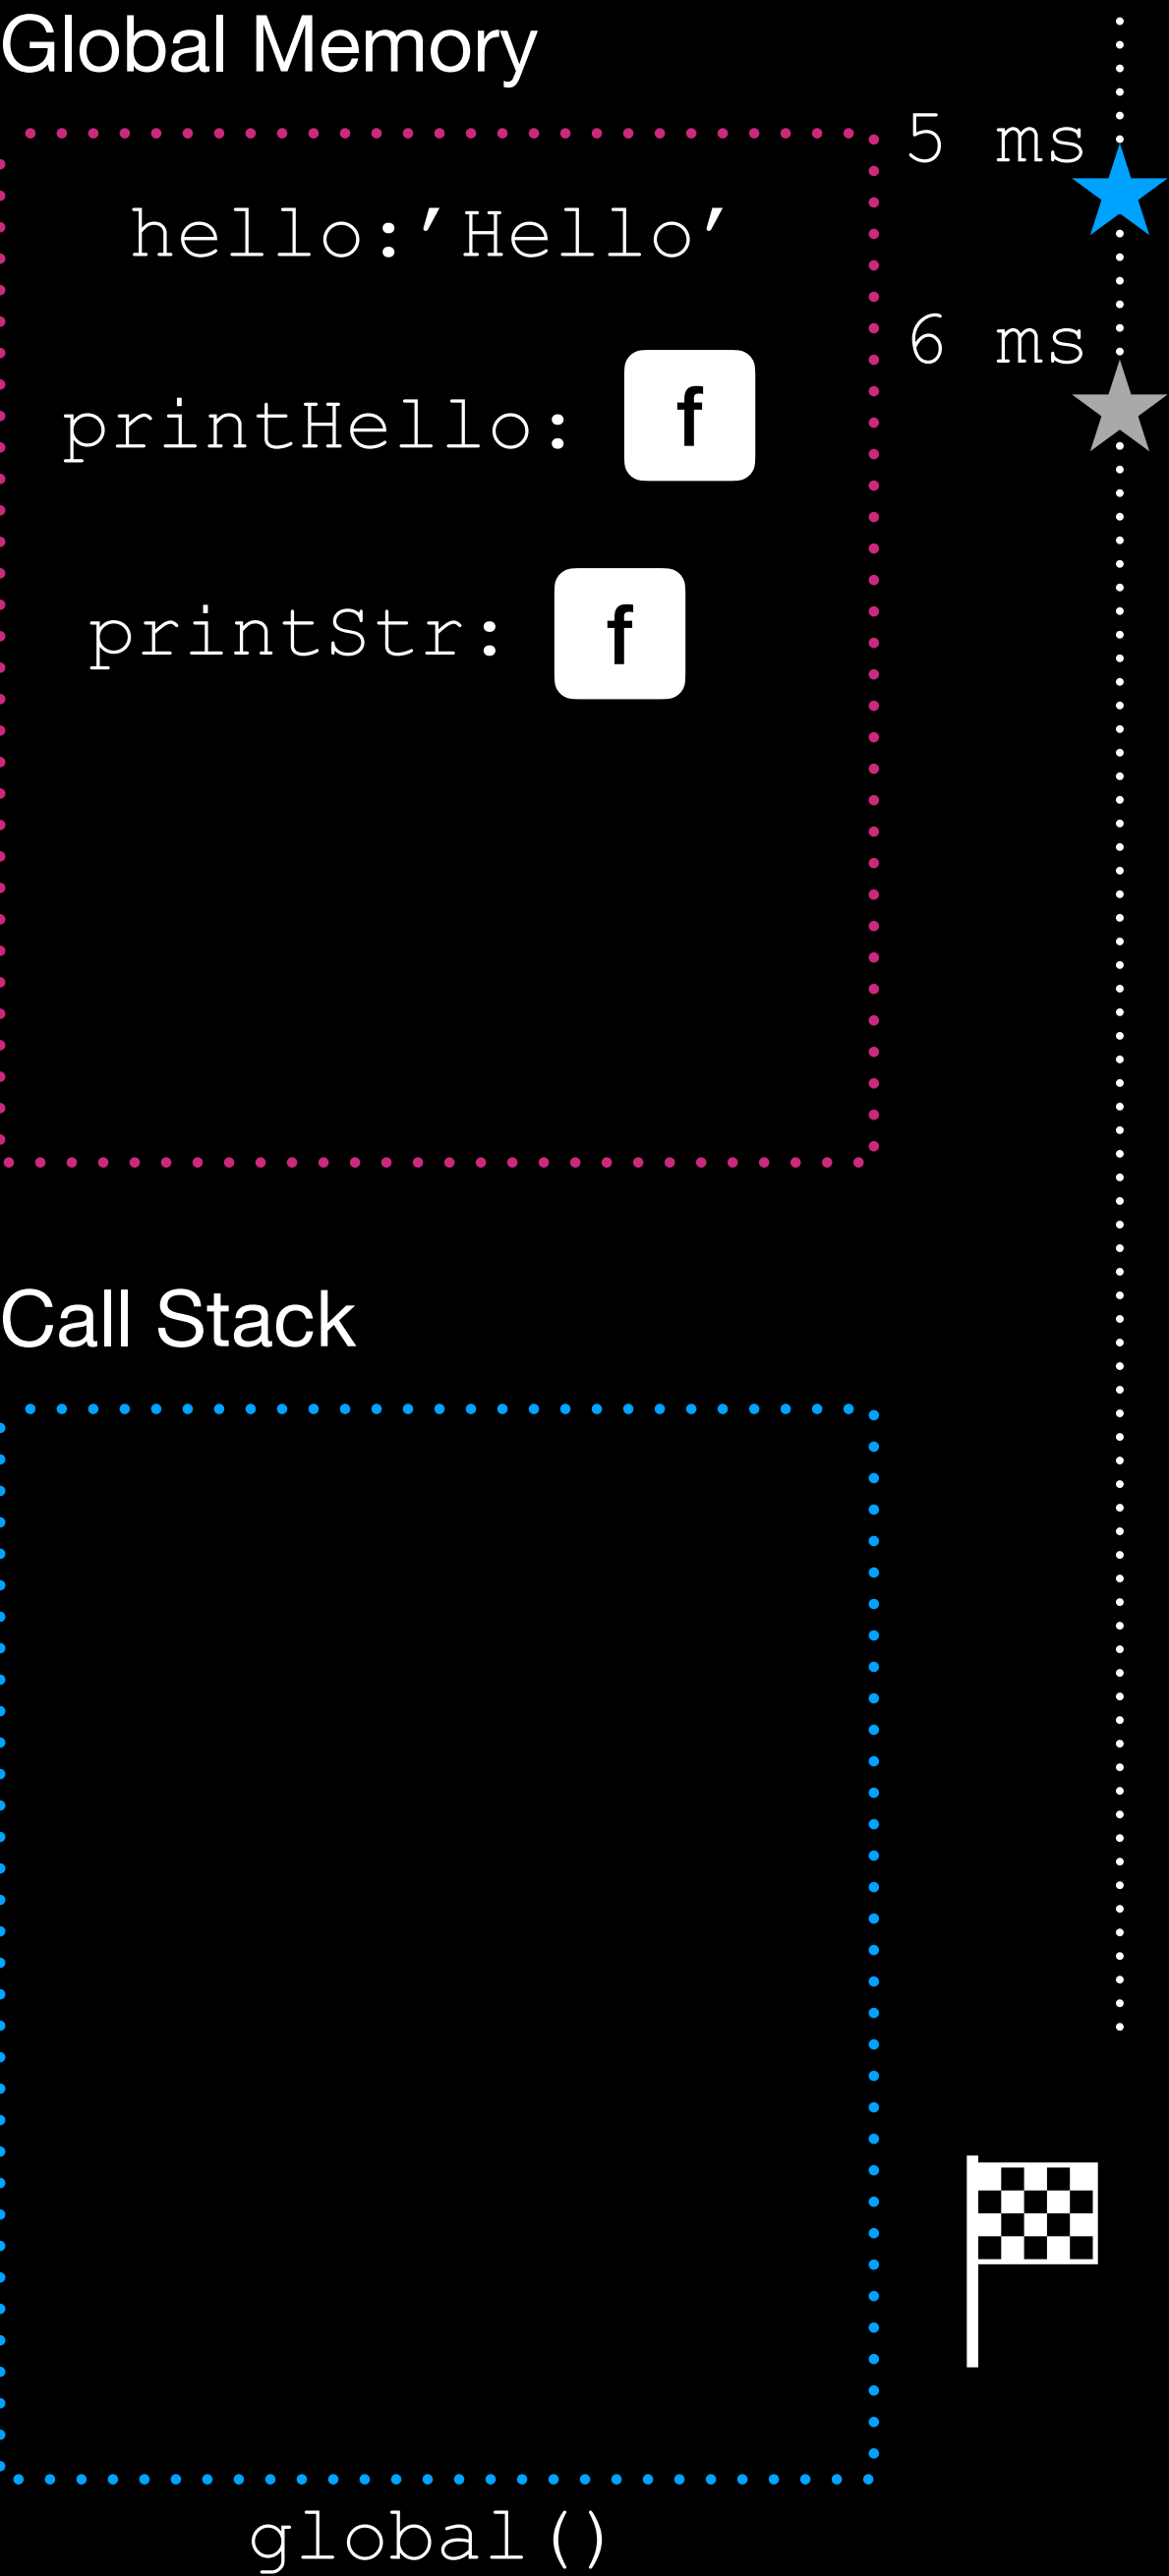 Global Memory
5 ms
hello:’Hello’
6 ms
printHello: f
printStr: f
Call Stack
global()